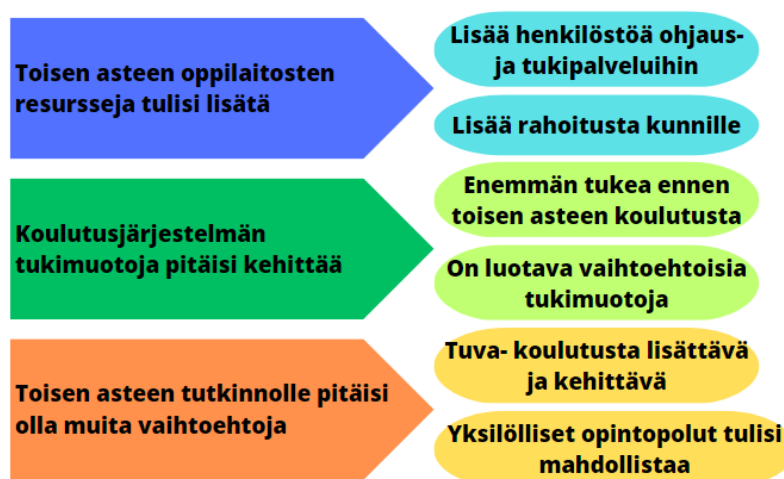 Toisen asteen oppilaitosten
resursseja tulisi lisätä
Lisää henkilöstöä ohjaus-
ja tukipalveluihin
Lisää rahoitusta kunnille
Koulutusjärjestelmän
tukimuotoja pitäisi kehittää
Enemmän tukea ennen
toisen asteen koulutusta
On luotava vaihtoehtoisia
tukimuotoja
Toisen asteen tutkinnolle pitäisi
olla muita vaihtoehtoja
Tuva- koulutusta lisättävä
ja kehittävä
Yksilölliset opintopolut tulisi
mahdollistaa